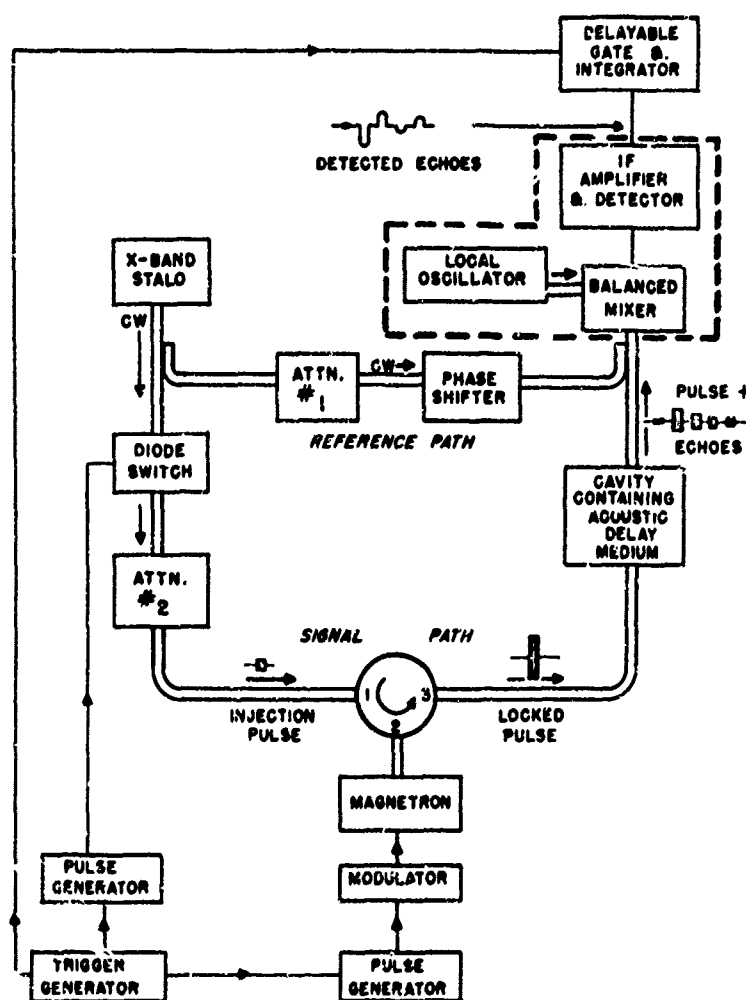 DELAYABLE
GATE &.
INTEGRATOR
DETECTED ECHOES
IF
AMPLIFIER
&. DETECTOR
X-BAND
STALO
LOCAL
OSCILLATOR
BALANCED
MIXER
CW
ATTN.
#1
CW
PHASE
SHIFTER
PULSE +
ECHOES
REFERENCE PATH
DIODE
SWITCH
CAVITY
CONTAINING
ACOUSTIC
DELAY
MEDIUM
ATTN.
#2
SIGNAL PATH
1
3
2
INJECTION
PULSE
LOCKED
PULSE
MAGNETRON
PULSE
GENERATOR
MODULATOR
TRIGGEN
GENERATOR
PULSE
GENERATOR